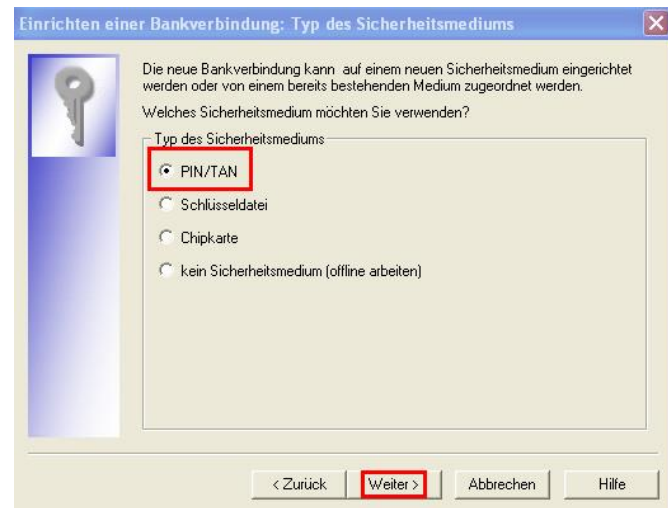 Einrichten einer Bankverbindung: Typ des Sicherheitsmediums
Die neue Bankverbindung kann auf einem neuen Sicherheitsmedium eingerichtet
werden oder von einem bereits bestehenden Medium zugeordnet werden.
Welches Sicherheitsmedium möchten Sie verwenden?
Typ des Sicherheitsmediums
PIN/TAN
Schlüsseldatei
Chipkarte
kein Sicherheitsmedium (offline arbeiten)
< Zurück Weiter > Abbrechen Hilfe